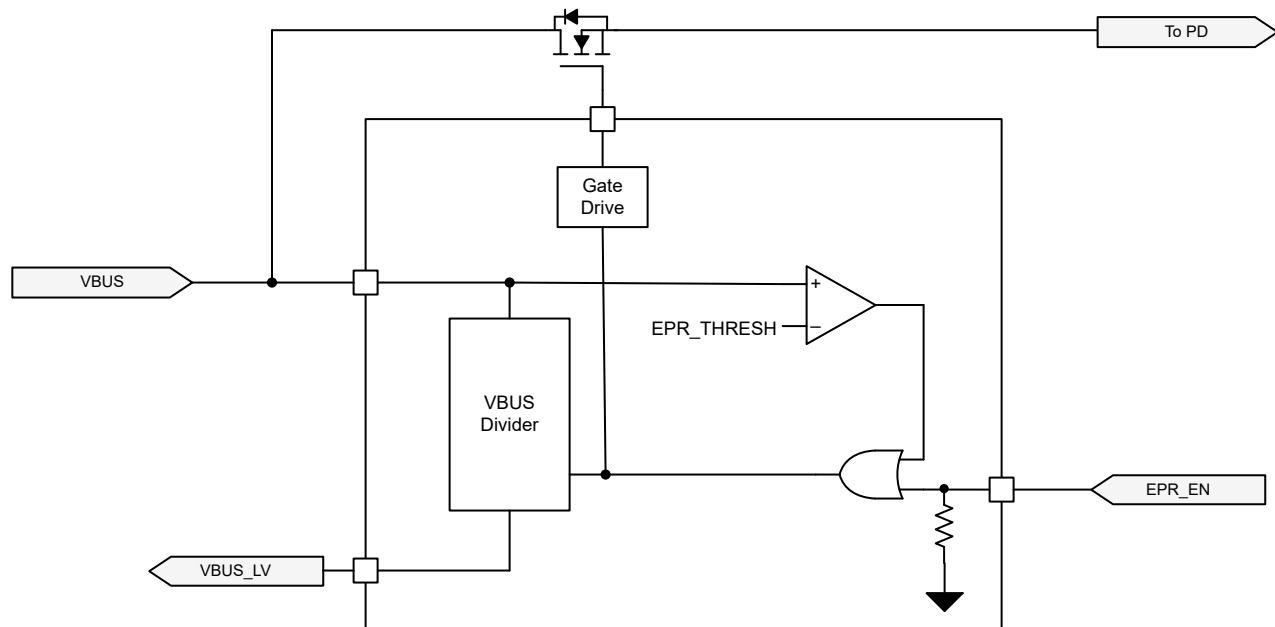 To PD
Gate
Drive
VBUS
+
EPR_THRESH
–
VBUS
Divider
EPR_EN
VBUS_LV